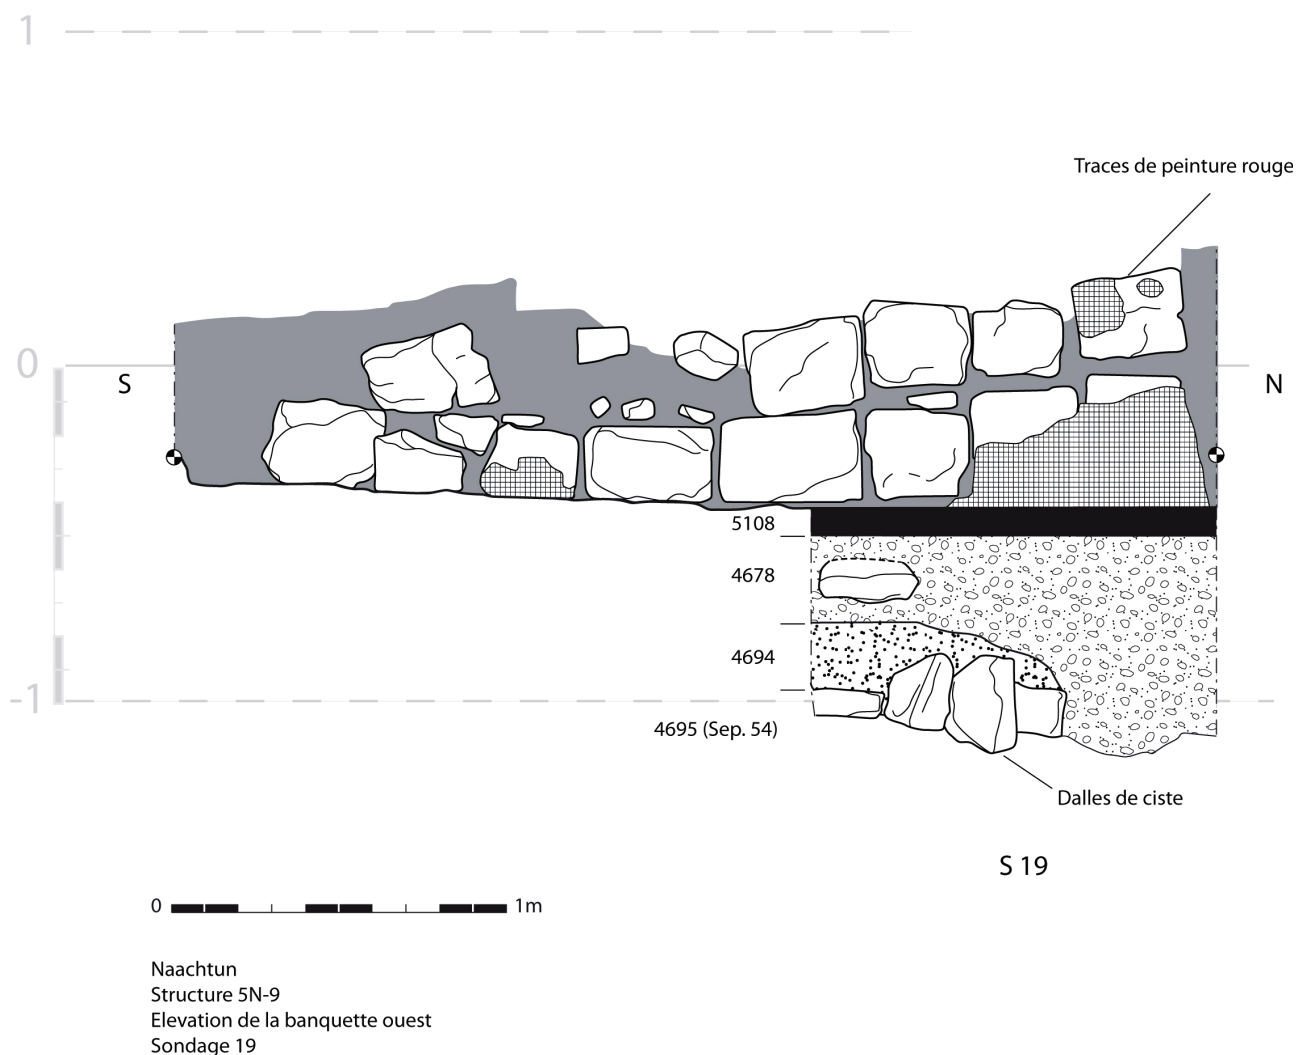 1
Traces de peinture rouge
0
S
N
5108
4678
4694
-1
4695 (Sep. 54)
Dalles de ciste
S 19
0 1m
Naachtun
Structure 5N-9
Elevation de la banquette ouest
Sondage 19